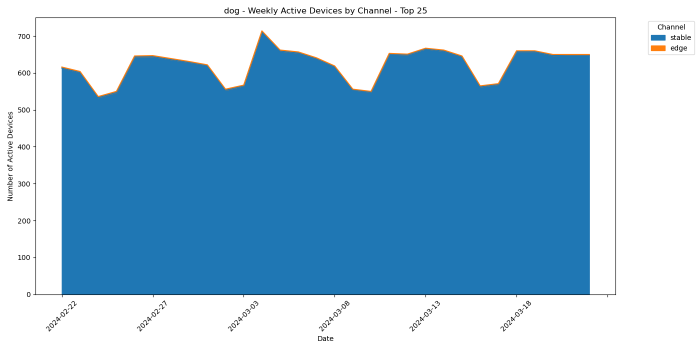 dog - Weekly Active Devices by Channel - Top 25
Channel
stable
edge
Number of Active Devices
700
600
500
400
300
200
100
0
2024-02-22
2024-02-27
2024-03-03
2024-03-08
2024-03-13
2024-03-18
Date